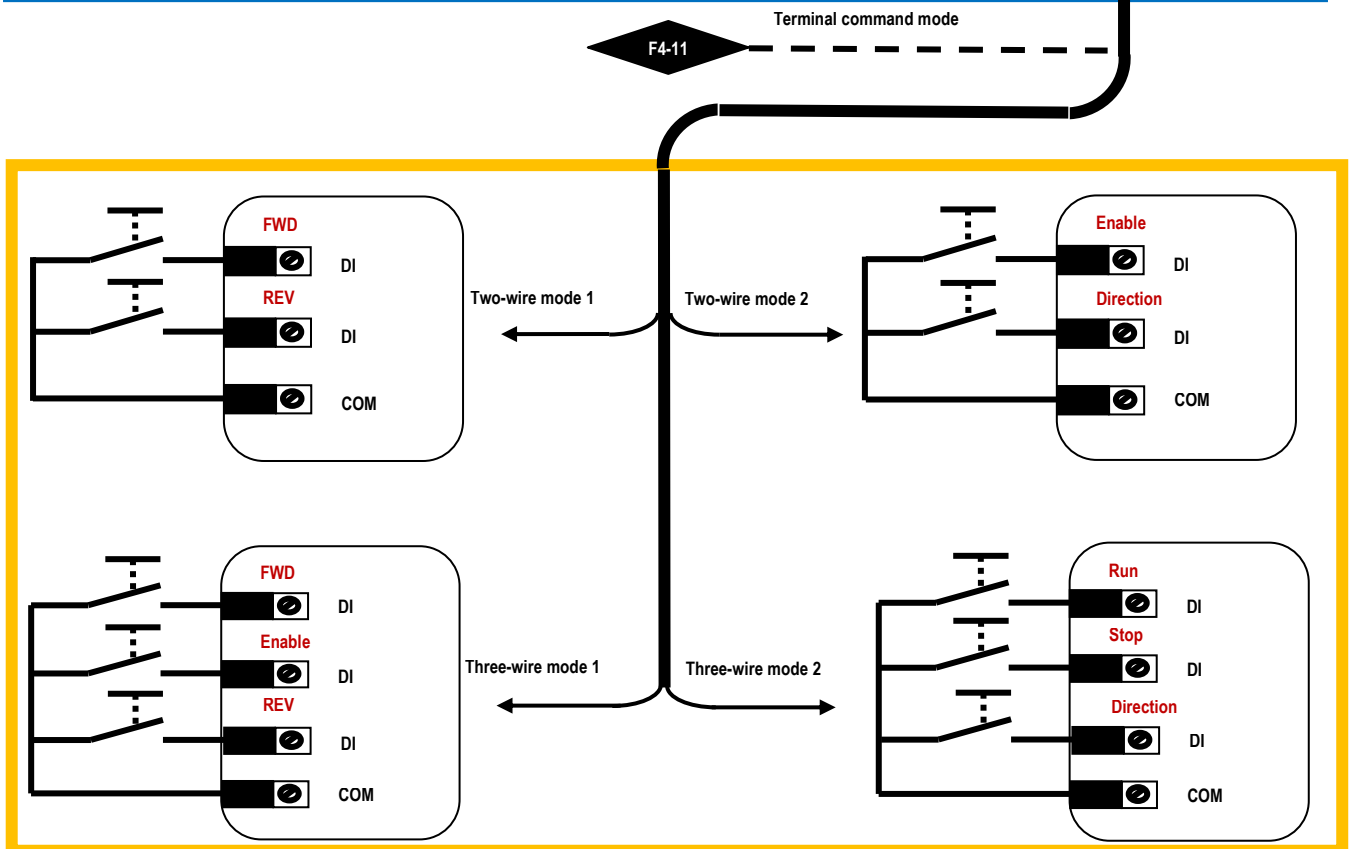 Terminal command mode
F4-11
FWD
DI
REV
DI
COM
Two-wire mode 1
Two-wire mode 2
Enable
DI
Direction
DI
COM
FWD
DI
Enable
DI
REV
DI
COM
Three-wire mode 1
Three-wire mode 2
Run
DI
Stop
DI
Direction
DI
COM